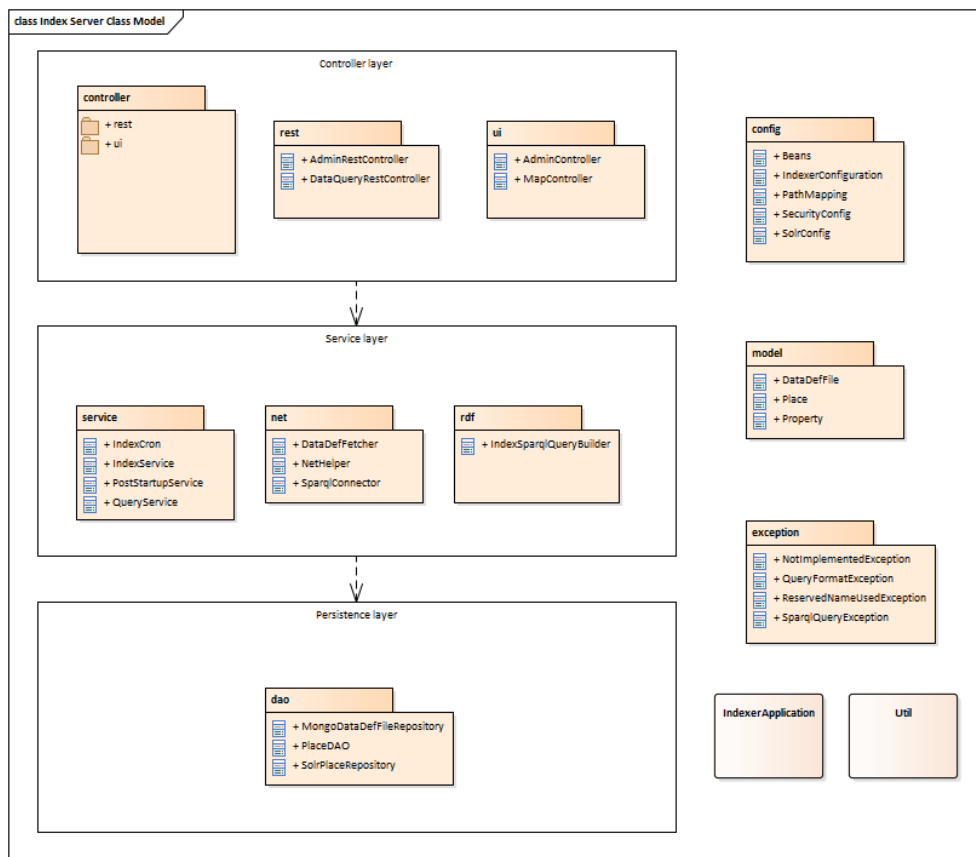 class Index Server Class Model
Controller layer
controller
+ rest
+ ui
rest
+ AdminRestController
+ DataQueryRestController
ui
+ AdminController
+ MapController
config
+ Beans
+ IndexerConfiguration
+ PathMapping
+ SecurityConfig
+ SolrConfig
Service layer
service
+ IndexCron
+ IndexService
+ PostStartupService
+ QueryService
net
+ DataDefFetcher
+ NetHelper
+ SparqlConnector
rdf
+ IndexSparqlQueryBuilder
model
+ DataDefFile
+ Place
+ Property
exception
+ NotImplementedException
+ QueryFormatException
+ ReservedNameUsedException
+ SparqlQueryException
Persistence layer
dao
+ MongoDataDefFileRepository
+ PlaceDAO
+ SolrPlaceRepository
IndexerApplication
Util